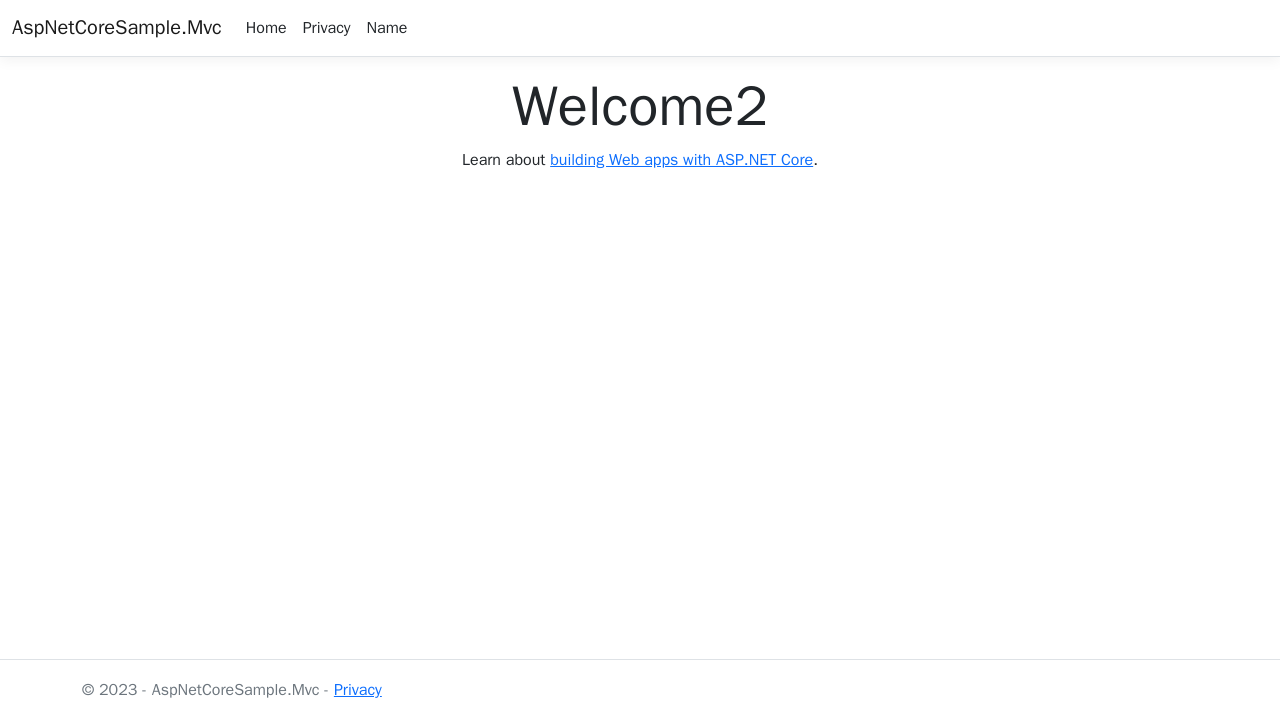 AspNetCoreSample.Mvc Home Privacy Name
Welcome2
Learn about building Web apps with ASP.NET Core.
© 2023 - AspNetCoreSample.Mvc - Privacy